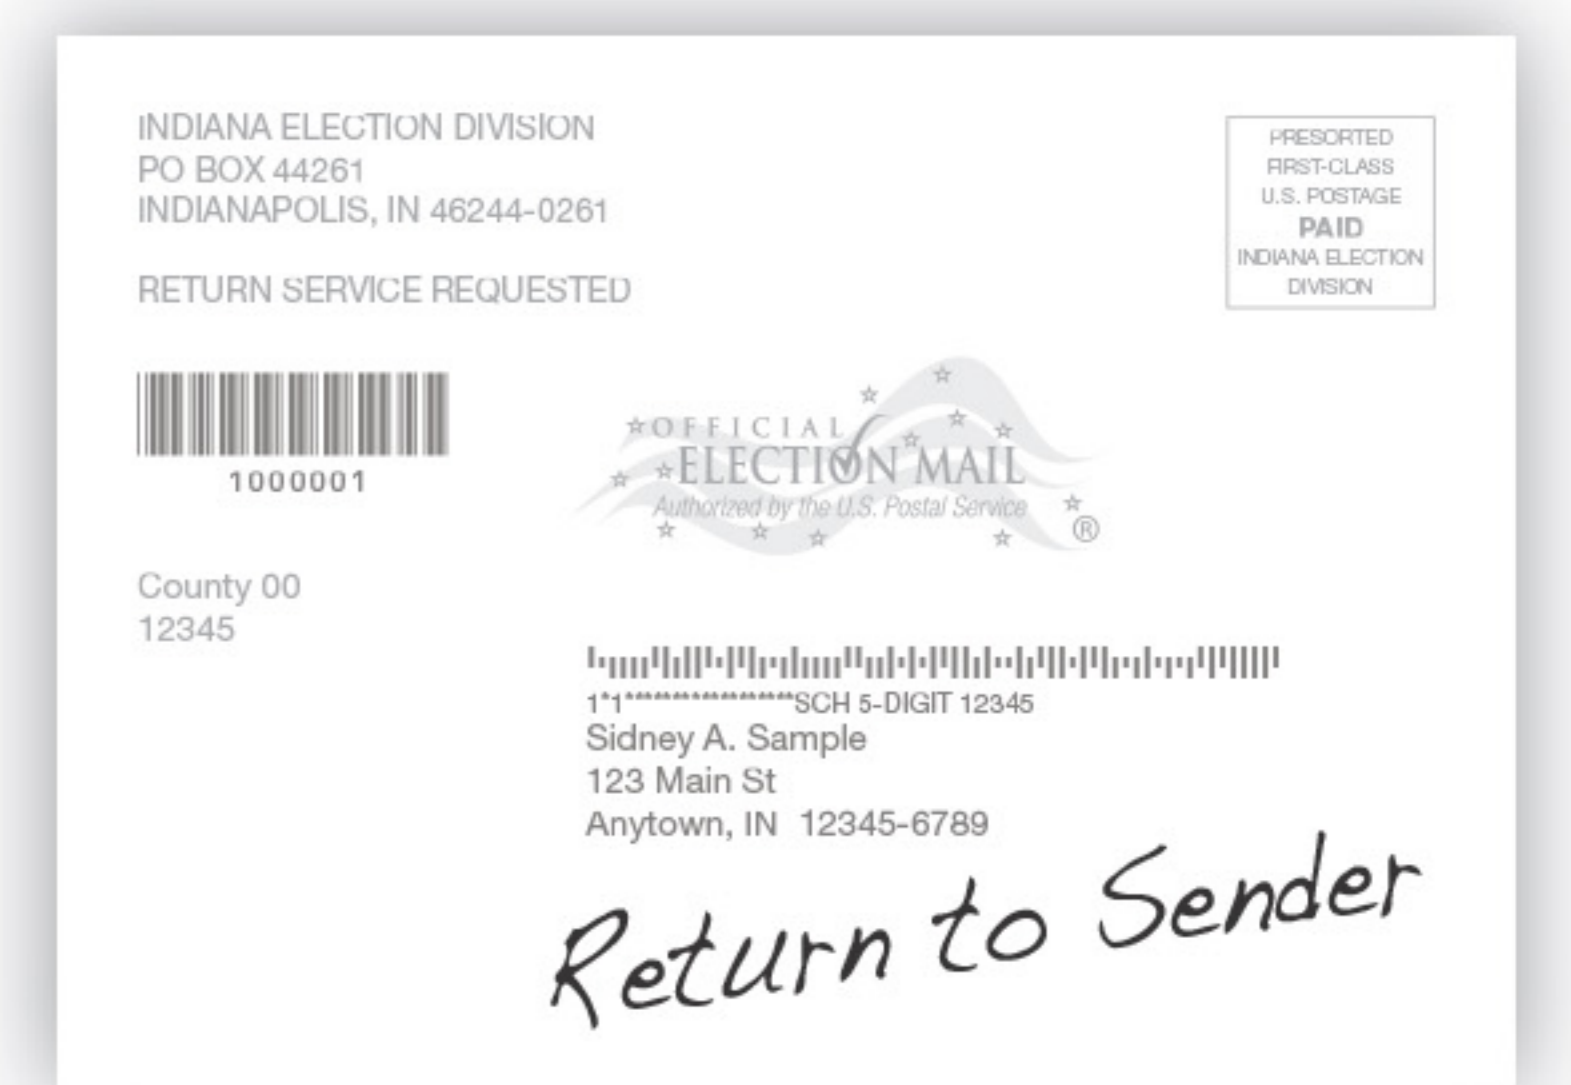 INDIANA ELECTION DIVISION
PO BOX 44261
INDIANAPOLIS, IN 46244-0261
RETURN SERVICE REQUESTED
PRESORTED
FIRST-CLASS
U.S. POSTAGE
PAID
INDIANA ELECTION
DIVISION
1000001
OFFICIAL
ELECTION MAIL
Authorized by the U.S. Postal Service
®
County 00
12345
1*1******************SCH 5-DIGIT 12345
Sidney A. Sample
123 Main St
Anytown, IN 12345-6789
Return to Sender